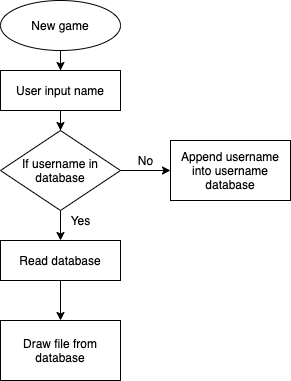 New game
User input name
If username in
database
No
Append username
into username
database
Yes
Read database
Draw file from
database